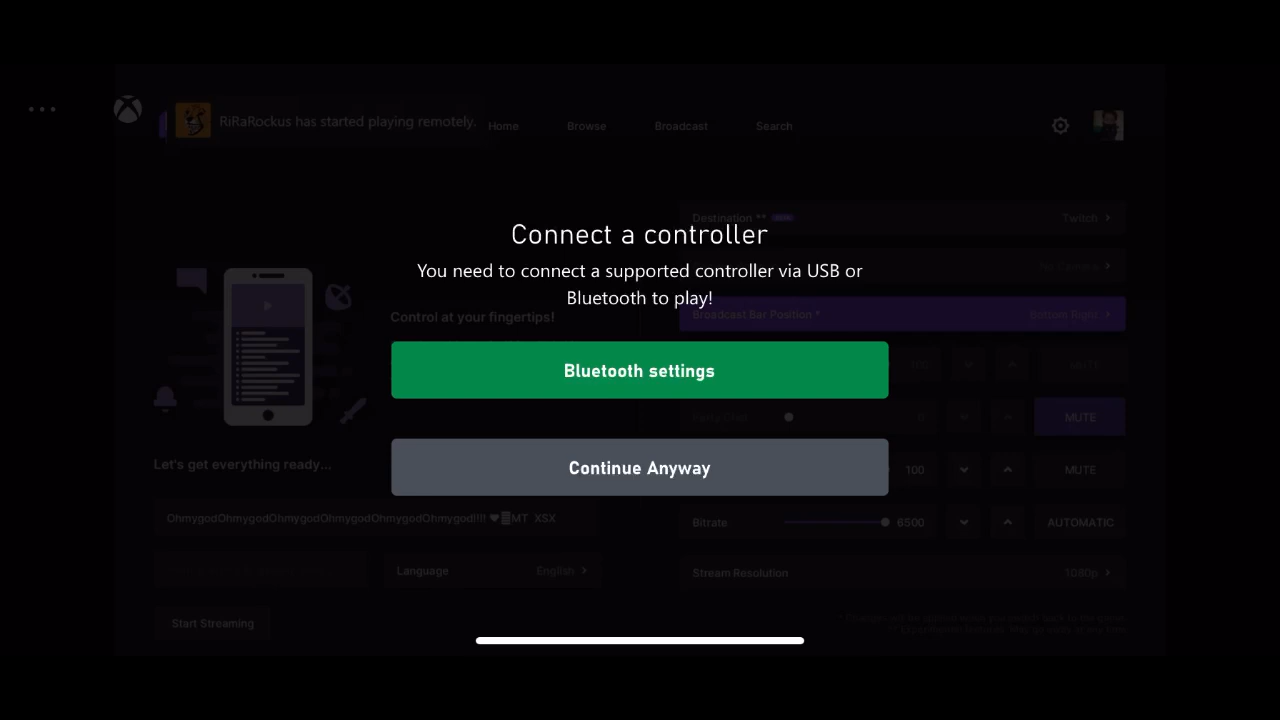 RiRaRockus has started playing remotely.
Home
Browse
Broadcast
Search
Destination **
Twitch
Connect a controller
You need to connect a supported controller via USB or
Bluetooth to play!
Control at your fingertips!
Broadcast Bar Position *
Bottom Right
Bluetooth settings
MUTE
Continue Anyway
Let's get everything ready...
100
MUTE
OhmygodOhmygodOhmygodOhmygodOhmygodOhmygod!!!! ❤ MT XSX
Bitrate
6500
AUTOMATIC
Language
English
Stream Resolution
1080p
Start Streaming